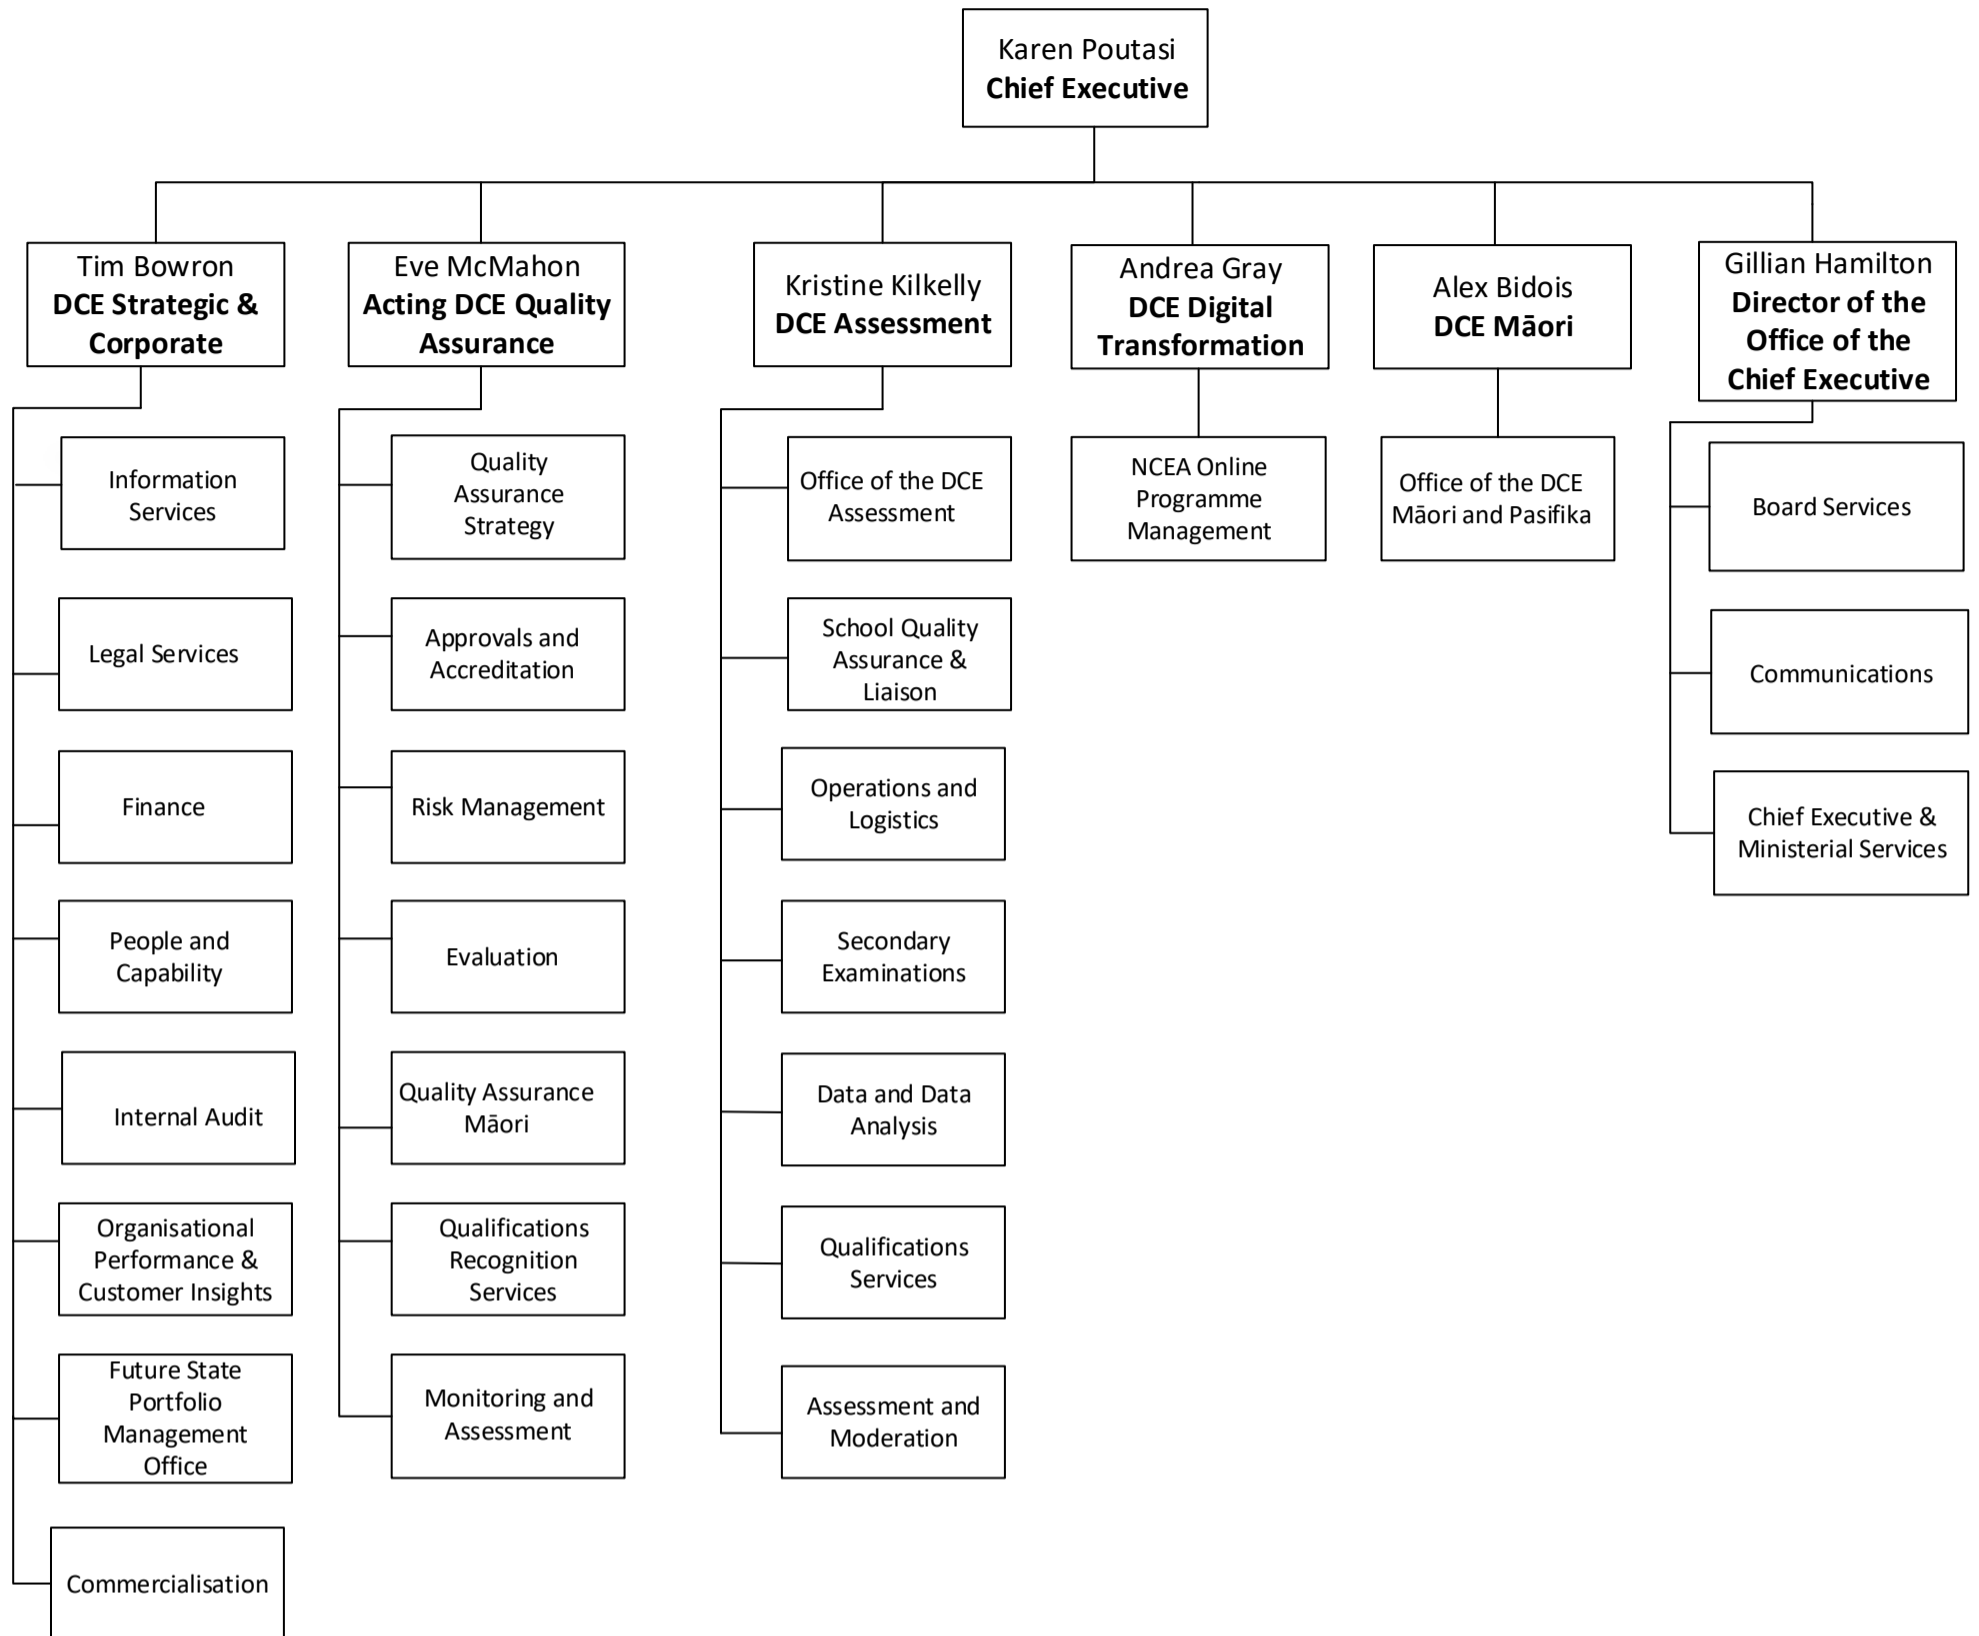 Karen Poutasi
Chief Executive
Tim Bowron
DCE Strategic &
Corporate
Eve McMahon
Acting DCE Quality
Assurance
Kristine Kilkelly
DCE Assessment
Andrea Gray
DCE Digital
Transformation
Alex Bidois
DCE Māori
Gillian Hamilton
Director of the
Office of the
Chief Executive
Information
Services
Legal Services
Finance
People and
Capability
Internal Audit
Organisational
Performance &
Customer Insights
Future State
Portfolio
Management
Office
Commercialisation
Quality
Assurance
Strategy
Approvals and
Accreditation
Risk Management
Evaluation
Quality Assurance
Māori
Qualifications
Recognition
Services
Monitoring and
Assessment
Office of the DCE
Assessment
School Quality
Assurance &
Liaison
Operations and
Logistics
Secondary
Examinations
Data and Data
Analysis
Qualifications
Services
Assessment and
Moderation
NCEA Online
Programme
Management
Office of the DCE
Māori and Pasifika
Board Services
Communications
Chief Executive &
Ministerial Services